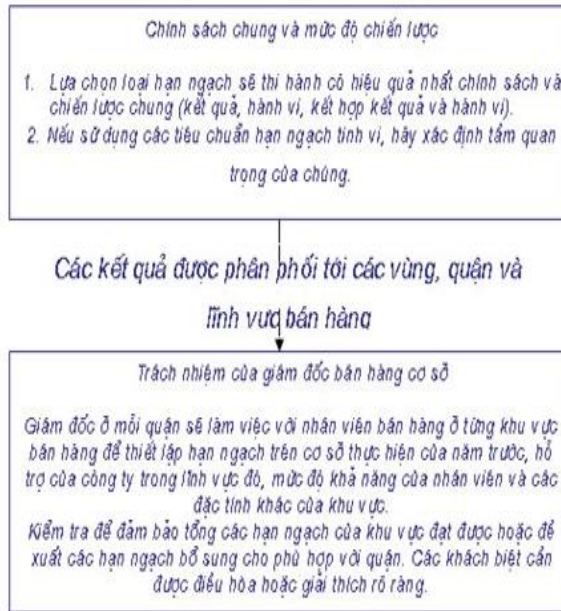 Chính sách chung và mức độ chiến lược
1. Lựa chọn loại hạn ngạch sẽ thi hành có hiệu quả nhất chính sách và
chiến lược chung (kết quả, hành vi, kết hợp kết quả và hành vi).
2. Nếu sử dụng các tiêu chuẩn hạn ngạch tinh vi, hãy xác định tầm quan
trọng của chúng.
Các kết quả được phân phối tới các vùng, quận và
lĩnh vực bán hàng
Trách nhiệm của giám đốc bán hàng cơ sở
Giám đốc ở mỗi quận sẽ làm việc với nhân viên bán hàng ở từng khu vực
bán hàng để thiết lập hạn ngạch trên cơ sở thực hiện của năm trước, hỗ
trợ của công ty trong lĩnh vực đó, mức độ khả năng của nhân viên và các
đặc tính khác của khu vực.
Kiểm tra để đảm bảo tổng các hạn ngạch của khu vực đạt được hoặc đề
xuất các hạn ngạch bổ sung cho phù hợp với quận. Các khách biệt cần
được điều hòa hoặc giải thích rõ ràng.